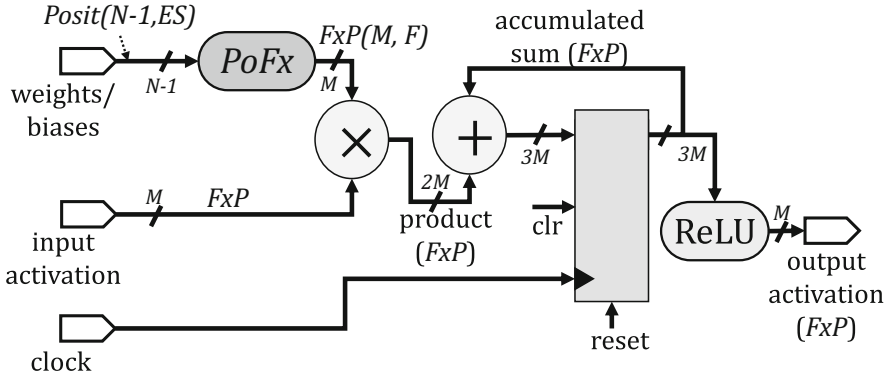 Posit(N-1,ES)
PoFx
FxP(M, F)
accumulated
sum (FxP)
N-1
M
weights/
biases
×
+
3M
3M
M
FxP
2M
product
(FxP)
clr
ReLU
M
input
activation
output
activation
(FxP)
reset
clock